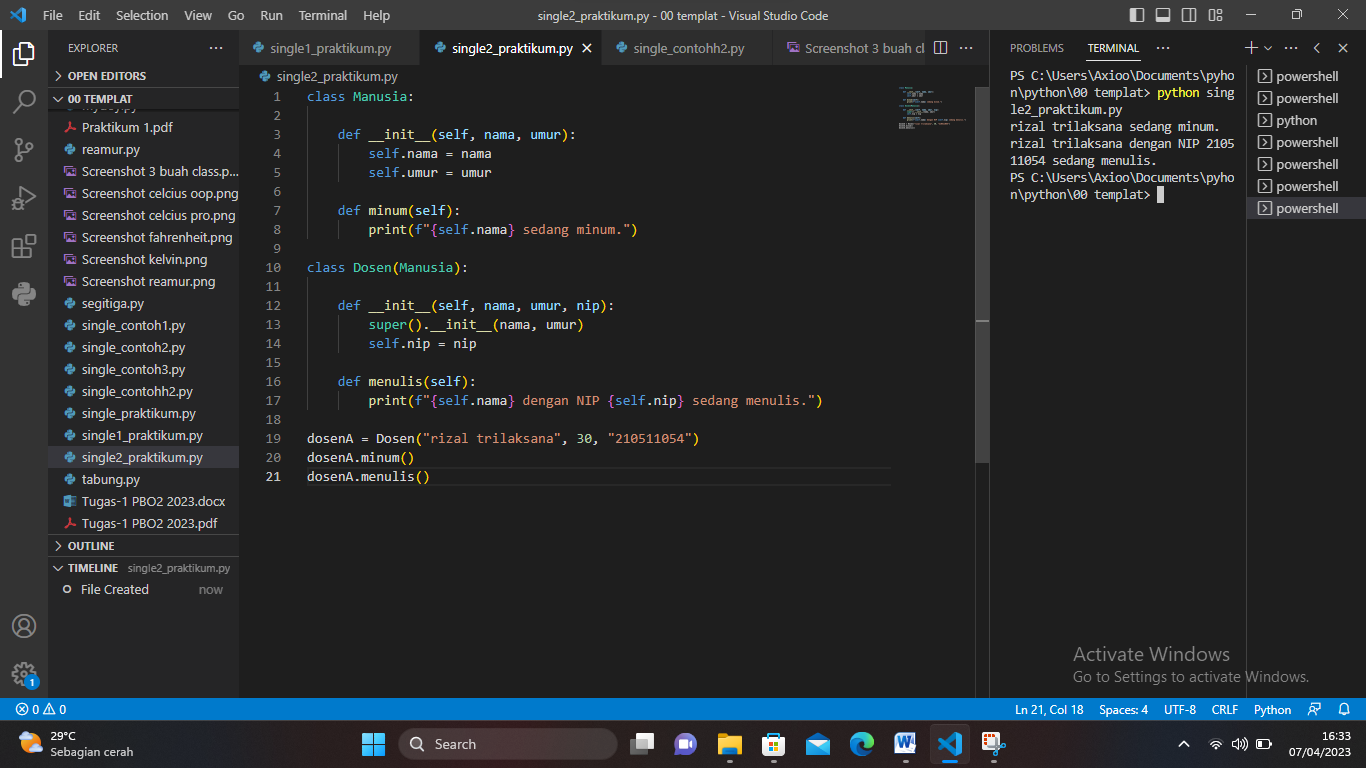 File Edit Selection View Go Run Terminal Help
single2_praktikum.py - 00 templat - Visual Studio Code
EXPLORER
OPEN EDITORS
00 TEMPLAT
Praktikum 1.pdf
reamur.py
Screenshot 3 buah class.p...
Screenshot celcius oop.png
Screenshot celcius pro.png
Screenshot fahrenheit.png
Screenshot kelvin.png
Screenshot reamur.png
segitiga.py
single_contoh1.py
single_contoh2.py
single_contoh3.py
single_contohh2.py
single_praktikum.py
single1_praktikum.py
single2_praktikum.py
tabung.py
Tugas-1 PBO2 2023.docx
Tugas-1 PBO2 2023.pdf
OUTLINE
TIMELINE single2_praktikum.py
File Created now
single1_praktikum.py single2_praktikum.py single_contohh2.py Screenshot 3 buah cl
single2_praktikum.py
1 class Manusia:
2
3 def __init__(self, nama, umur):
4 self.nama = nama
5 self.umur = umur
6
7 def minum(self):
8 print(f"{self.nama} sedang minum.")
9
10 class Dosen(Manusia):
11
12 def __init__(self, nama, umur, nip):
13 super().__init__(nama, umur)
14 self.nip = nip
15
16 def menulis(self):
17 print(f"{self.nama} dengan NIP {self.nip} sedang menulis.")
18
19 dosenA = Dosen("rizal trilaksana", 30, "210511054")
20 dosenA.minum()
21 dosenA.menulis()
PROBLEMS TERMINAL
PS C:\Users\Axioo\Documents\pyho
n\python\00 templat> python sing
le2_praktikum.py
rizal trilaksana sedang minum.
rizal trilaksana dengan NIP 2105
11054 sedang menulis.
PS C:\Users\Axioo\Documents\pyho
n\python\00 templat>
powershell
powershell
python
powershell
powershell
powershell
powershell
Activate Windows
Go to Settings to activate Windows.
1
0 0
Ln 21, Col 18 Spaces: 4 UTF-8 CRLF Python
29°C
Sebagian cerah
Search
16:33
07/04/2023